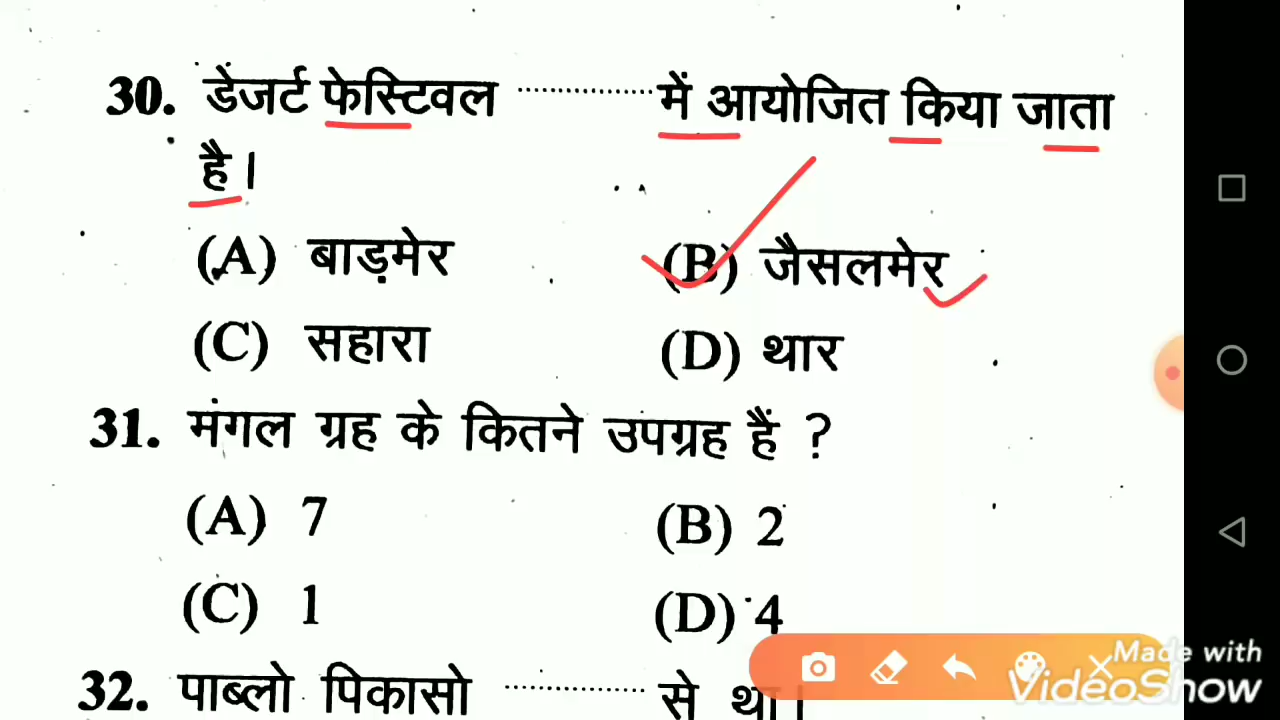 30. डेजर्ट फेस्टिवल ............... में आयोजित किया जाता
है।
(A) बाड़मेर (B) जैसलमेर
(C) सहारा (D) थार
31. मंगल ग्रह के कितने उपग्रह हैं ?
(A) 7 (B) 2
(C) 1 (D) 4
32. पाब्लो पिकासो ............... से था।
Made with
VideoShow